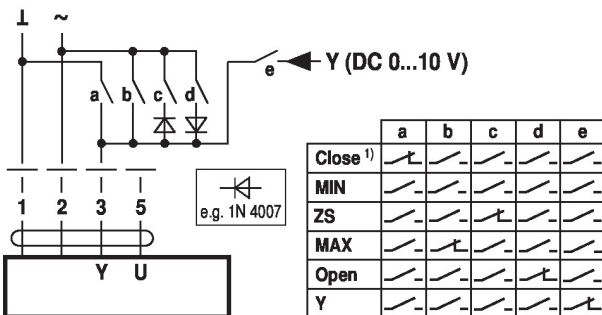 ⊥ ~
e Y (DC 0...10 V)
a b c d
1 2 3 5
e.g. 1N 4007
Y U
a b c d e
Close 1)
MIN
ZS
MAX
Open
Y